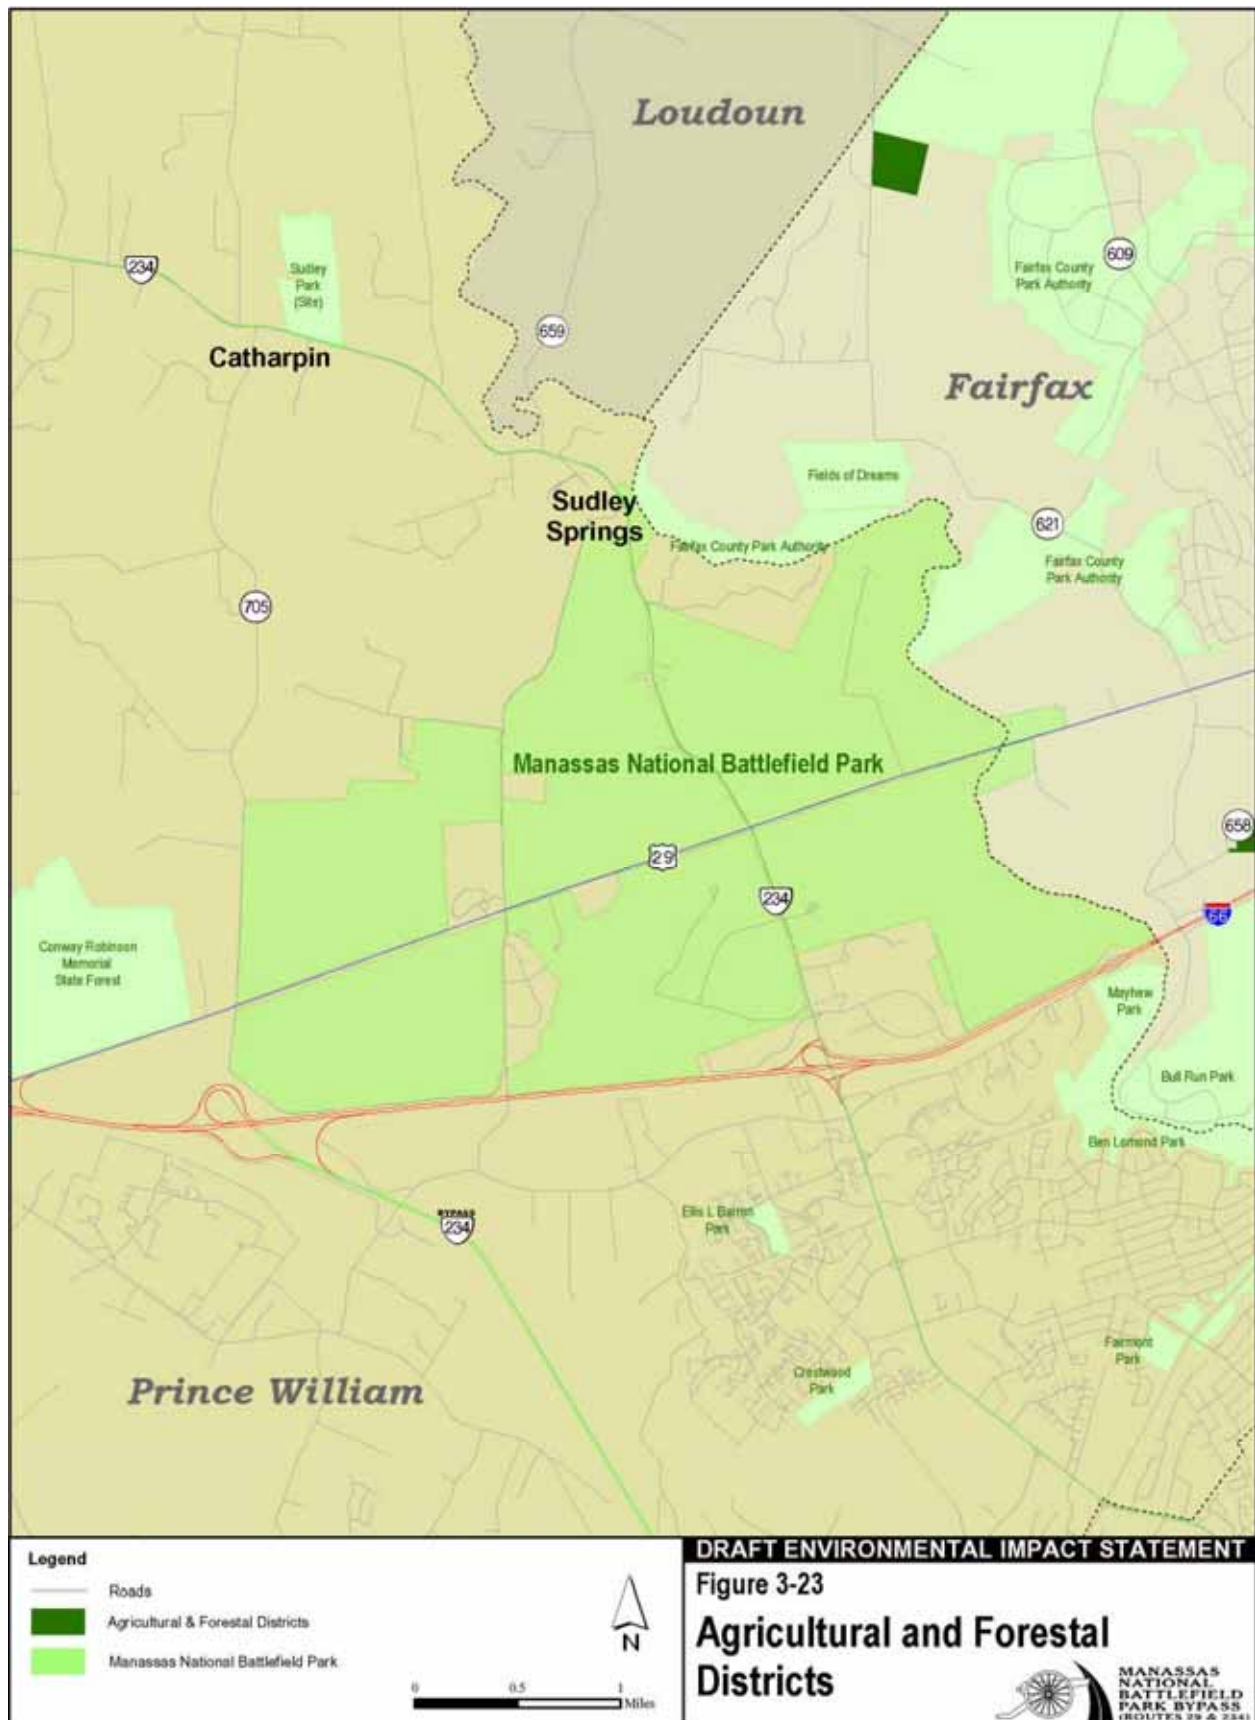 Loudoun
234
Sudley
Park
(Site)
609
Fairfax County
Park Authority
659
Catharpin
Fairfax
Fields of Dreams
Sudley
Springs
621
Fairfax County Park Authority
Fairfax County
Park Authority
705
Manassas National Battlefield Park
658
29
234
66
Conway Robinson
Memorial
State Forest
Mayhew
Park
Bull Run Park
Ben Lomond Park
BYPASS
234
Ellis L Barron
Park
Fairmont
Park
Crestwood
Park
Prince William
Legend
Roads
Agricultural & Forestal Districts
Manassas National Battlefield Park
N
0 0.5 1
Miles
DRAFT ENVIRONMENTAL IMPACT STATEMENT
Figure 3-23
Agricultural and Forestal
Districts
MANASSAS
NATIONAL
BATTLEFIELD
PARK BYPASS
(ROUTES 29 & 234)